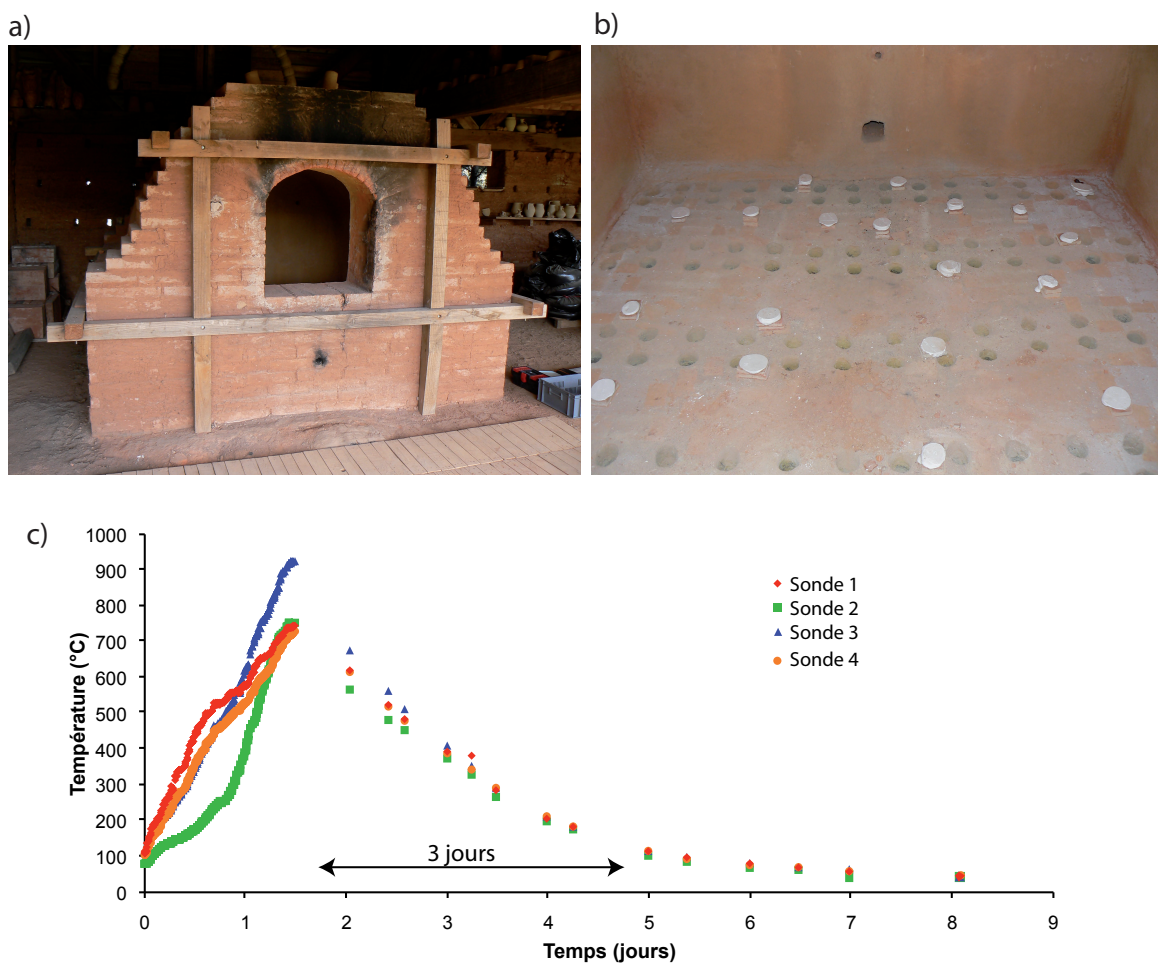 a)
b)
c)
1000
900
800
700
600
500
400
300
200
100
0
Température (°C)
Sonde 1
Sonde 2
Sonde 3
Sonde 4
3 jours
0 1 2 3 4 5 6 7 8 9
Temps (jours)